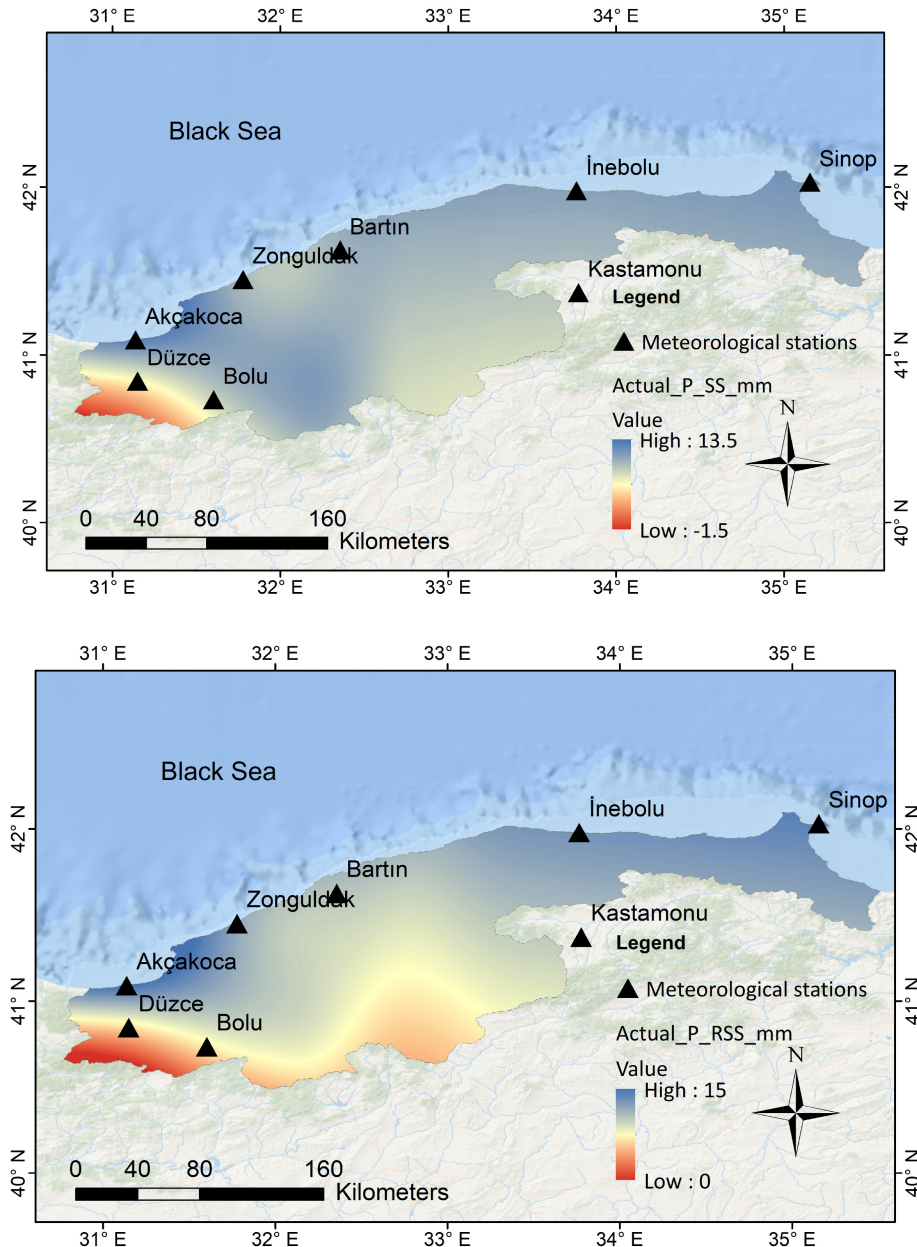 31° E 32° E 33° E 34° E 35° E
Black Sea
Sinop
İnebolu
42° N 42° N
Bartın
Zonguldak
Kastamonu
Legend
Akçakoca
Meteorological stations
41° N 41° N
Düzce
Bolu
Actual_P_SS_mm
N
Value
High : 13.5
40° N 40° N
0 40 80 160
Low : -1.5
Kilometers
31° E 32° E 33° E 34° E 35° E
31° E 32° E 33° E 34° E 35° E
Black Sea
Sinop
İnebolu
42° N 42° N
Bartın
Zonguldak
Kastamonu
Legend
Akçakoca
Meteorological stations
41° N 41° N
Düzce
Bolu
Actual_P_RSS_mm
N
Value
High : 15
40° N 40° N
0 40 80 160
Low : 0
Kilometers
31° E 32° E 33° E 34° E 35° E